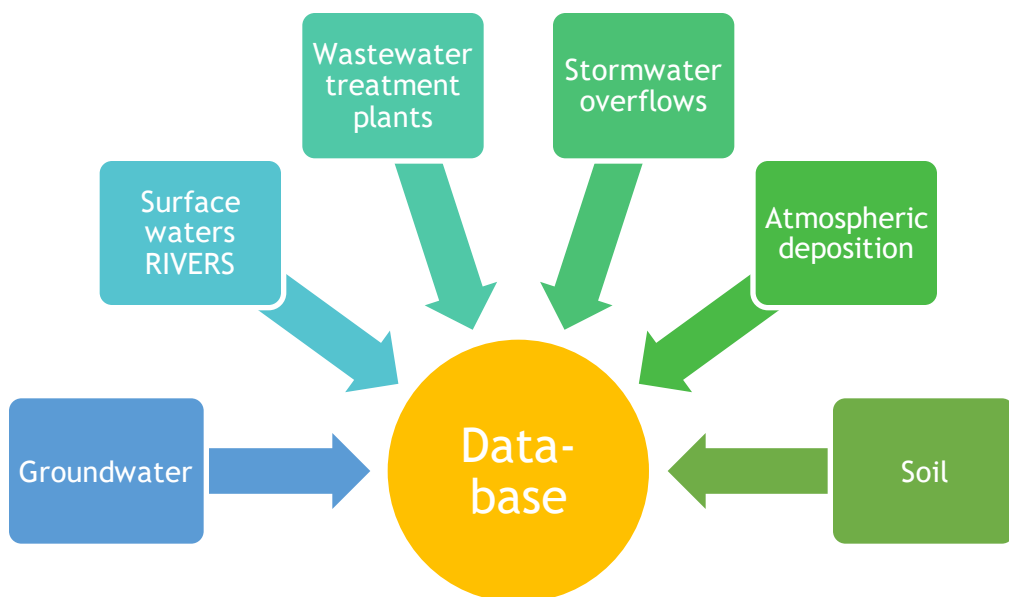 Wastewater
treatment
plants
Stormwater
overflows
Surface
waters
RIVERS
Atmospheric
deposition
Groundwater
Data-
base
Soil